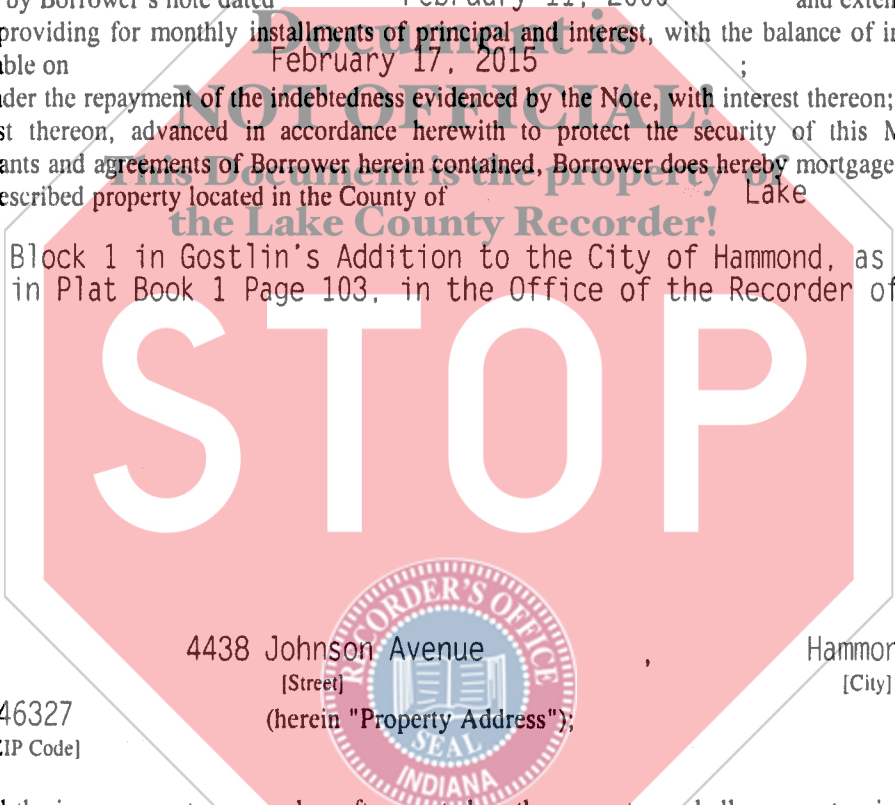 by Borrower's note dated February 11, 2000 and exten
providing for monthly installments of principal and interest, with the balance of in
able on February 17, 2015 ;
der the repayment of the indebtedness evidenced by the Note, with interest thereon;
st thereon, advanced in accordance herewith to protect the security of this M
ants and agreements of Borrower herein contained, Borrower does hereby mortgage
escribed property located in the County of Lake
Document is
NOT OFFICIAL!
This Document is the property of
the Lake County Recorder!
Block 1 in Gostlin's Addition to the City of Hammond, as
in Plat Book 1 Page 103, in the Office of the Recorder of
STOP
4438 Johnson Avenue , Hammon
[Street] [City]
46327 (herein "Property Address");
ZIP Code]
RECORDER'S OFFICE
SEAL
INDIANA